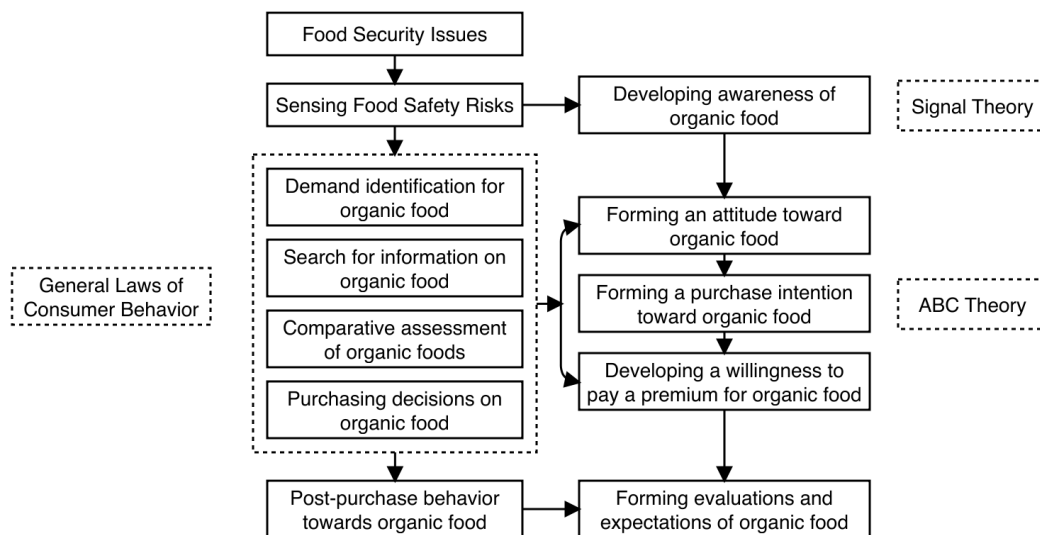 Food Security Issues
Sensing Food Safety Risks
Developing awareness of
organic food
Signal Theory
Demand identification for
organic food
Search for information on
organic food
Comparative assessment
of organic foods
Purchasing decisions on
organic food
General Laws of
Consumer Behavior
Forming an attitude toward
organic food
Forming a purchase intention
toward organic food
Developing a willingness to
pay a premium for organic food
ABC Theory
Post-purchase behavior
towards organic food
Forming evaluations and
expectations of organic food